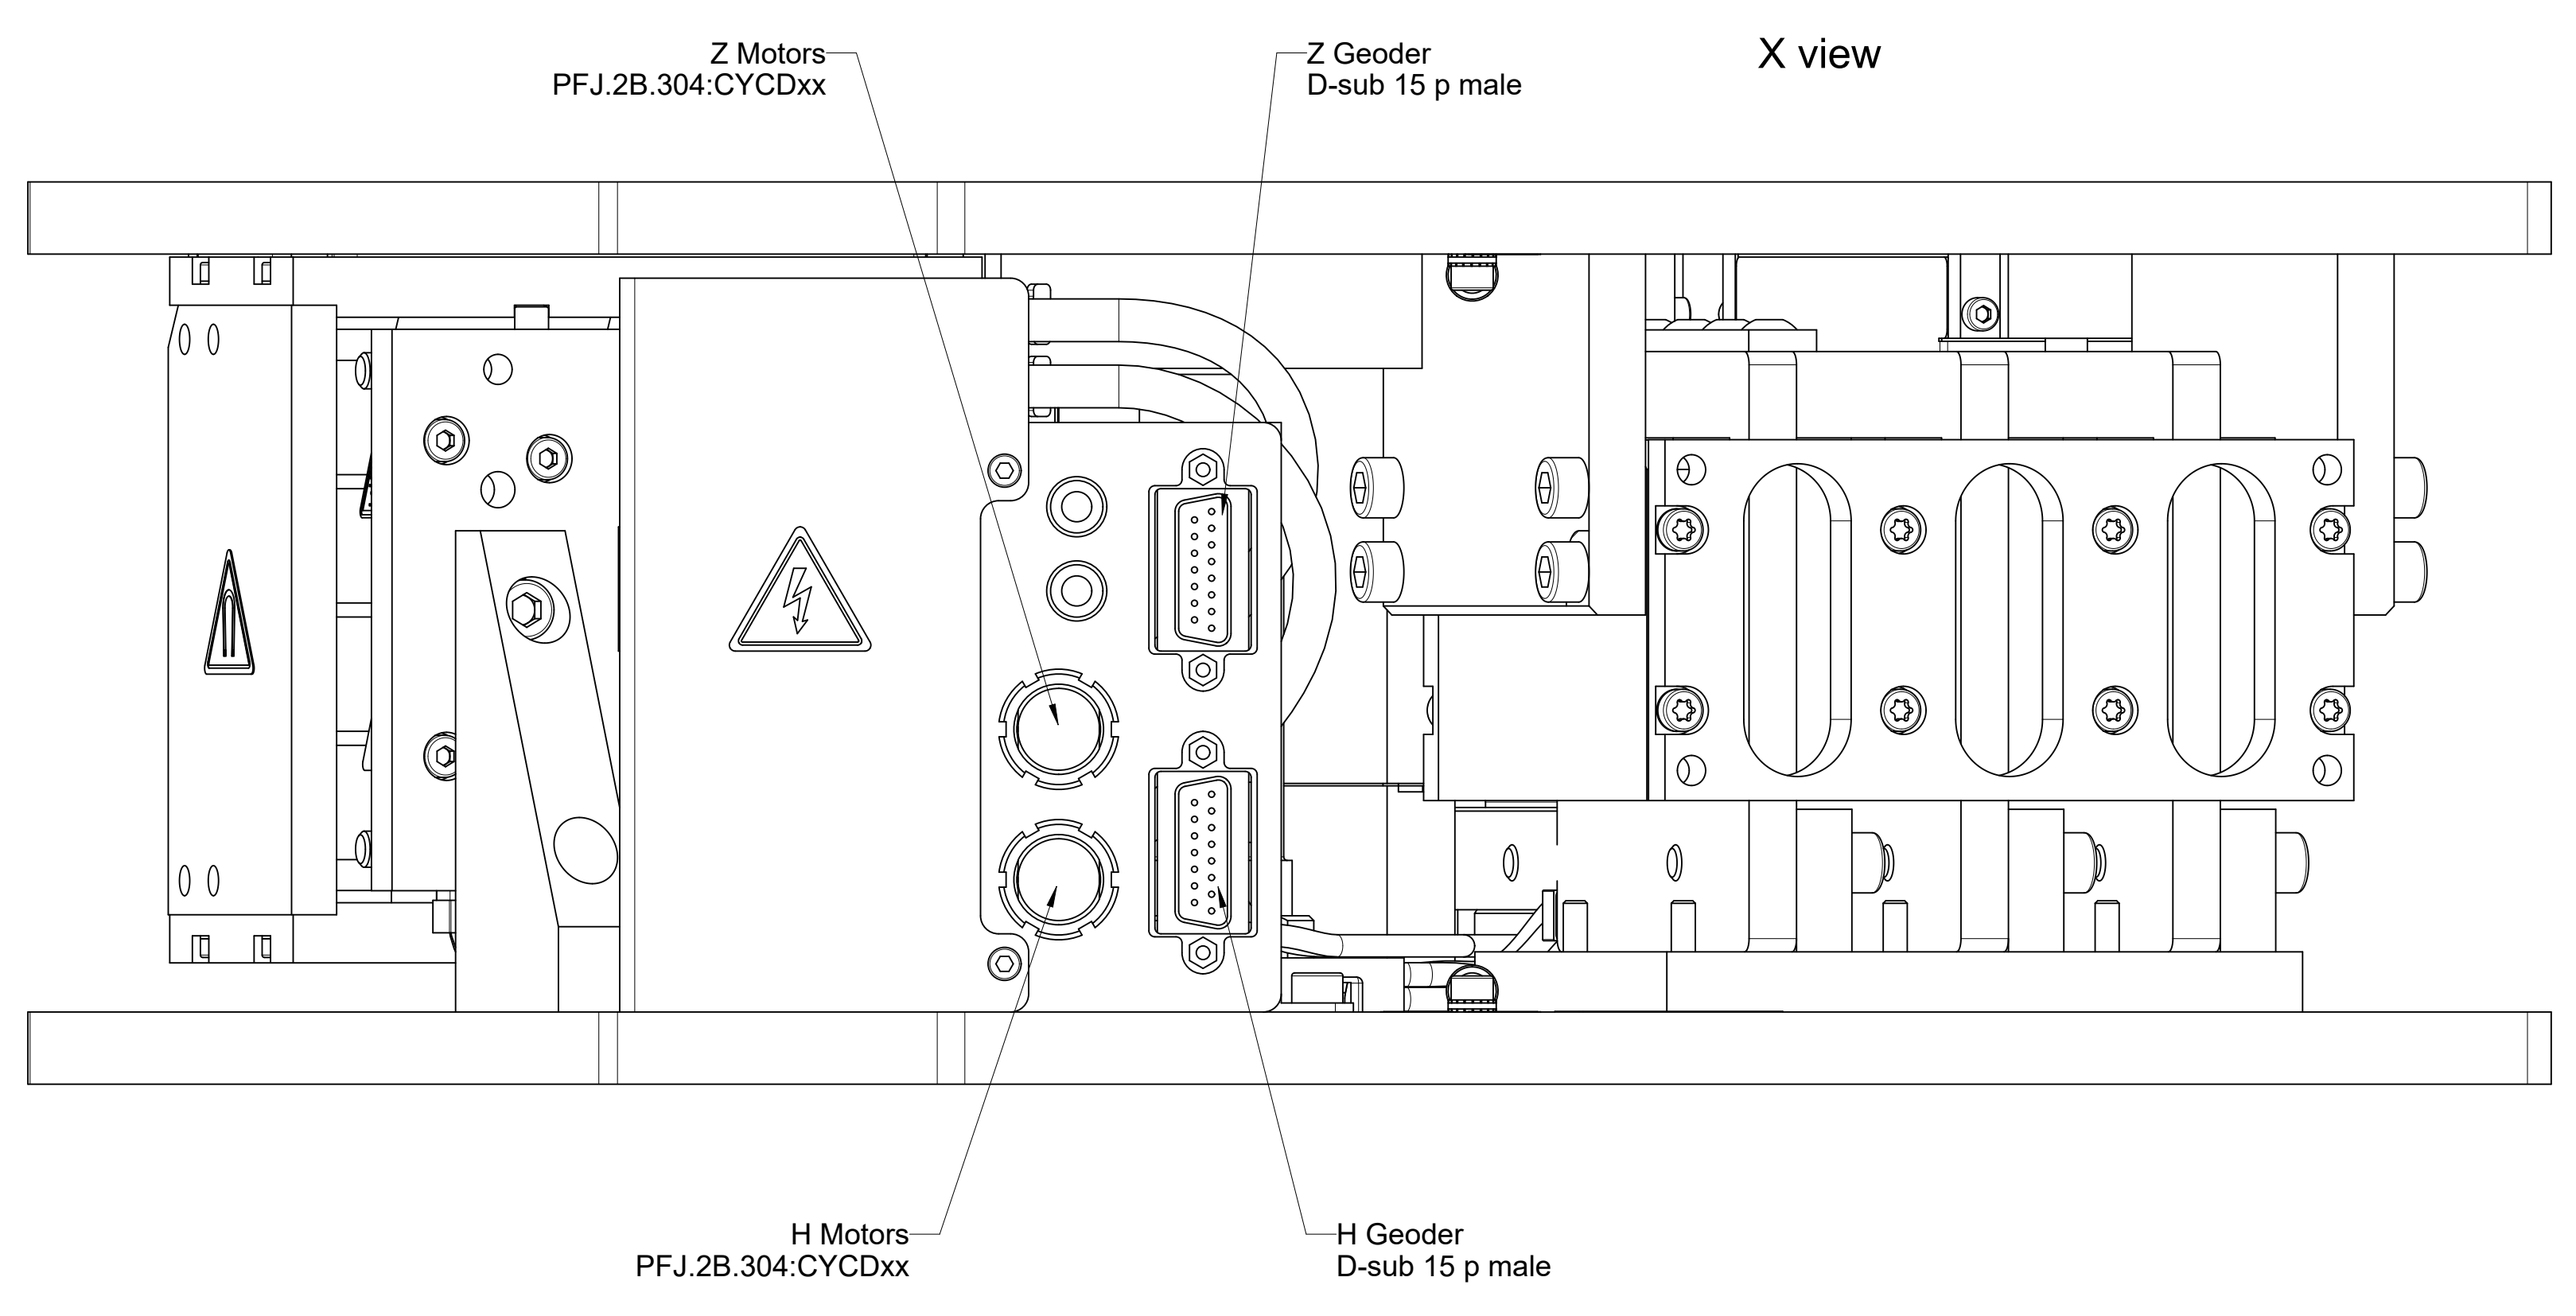 Z Motors
PFJ.2B.304:CYCDxx
Z Geoder
D-sub 15 p male
X view
H Motors
PFJ.2B.304:CYCDxx
H Geoder
D-sub 15 p male